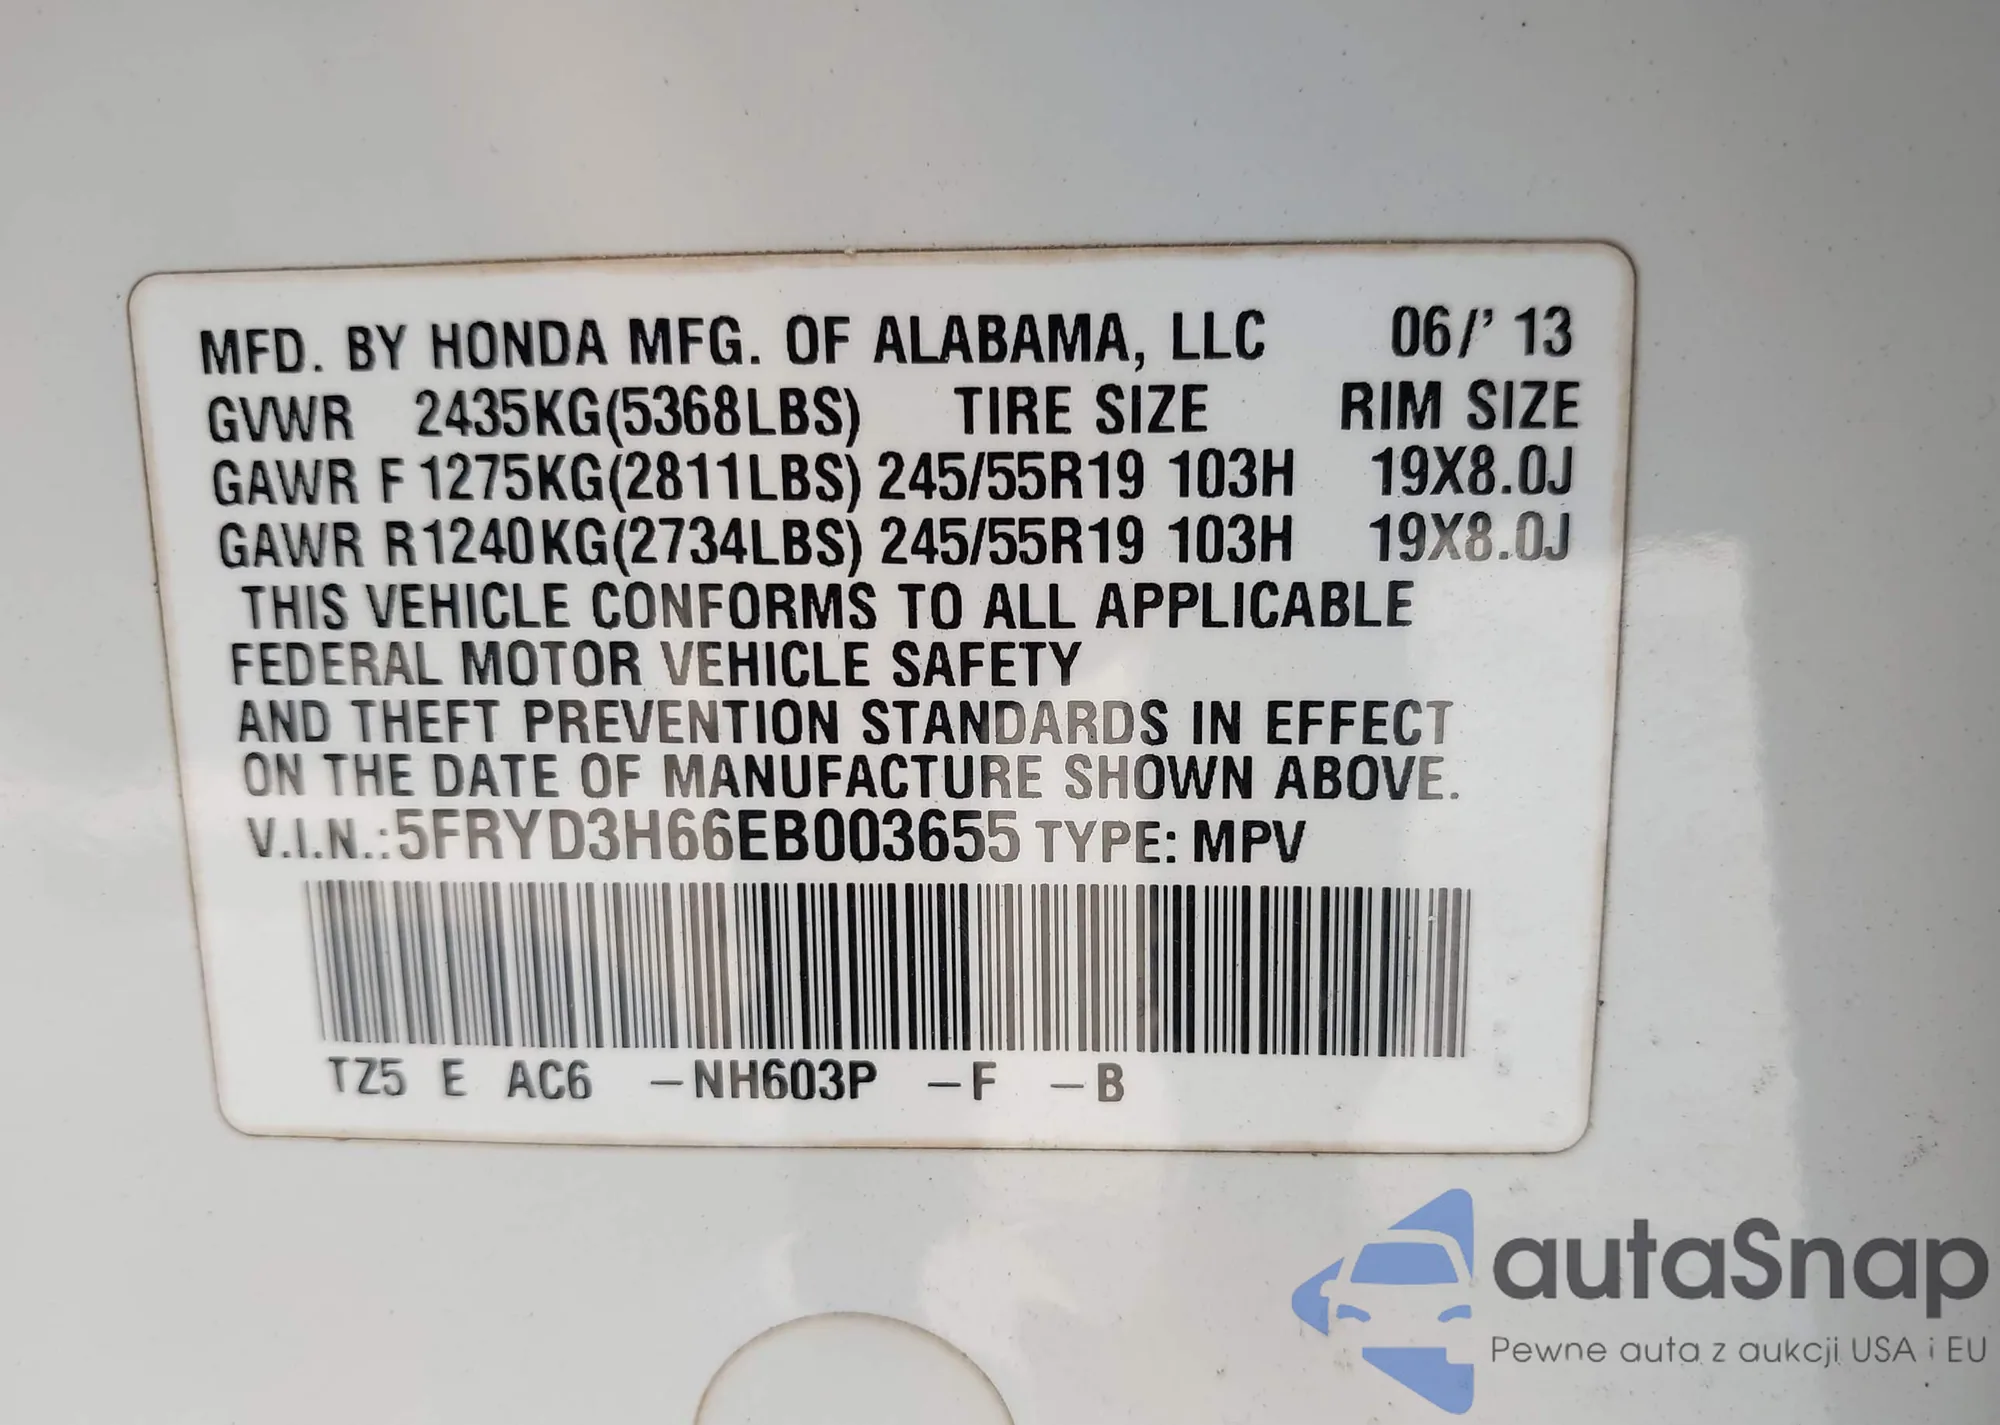 MFD. BY HONDA MFG. OF ALABAMA, LLC 06/' 13
GVWR 2435KG(5368LBS) TIRE SIZE RIM SIZE
GAWR F 1275KG(2811LBS) 245/55R19 103H 19X8.0J
GAWR R 1240KG(2734LBS) 245/55R19 103H 19X8.0J
THIS VEHICLE CONFORMS TO ALL APPLICABLE
FEDERAL MOTOR VEHICLE SAFETY
AND THEFT PREVENTION STANDARDS IN EFFECT
ON THE DATE OF MANUFACTURE SHOWN ABOVE.
V.I.N.:5FRYD3H66EB003655 TYPE: MPV
TZ5 E AC6 –NH603P –F –B
autaSnap
Pewne auta z aukcji USA i EU